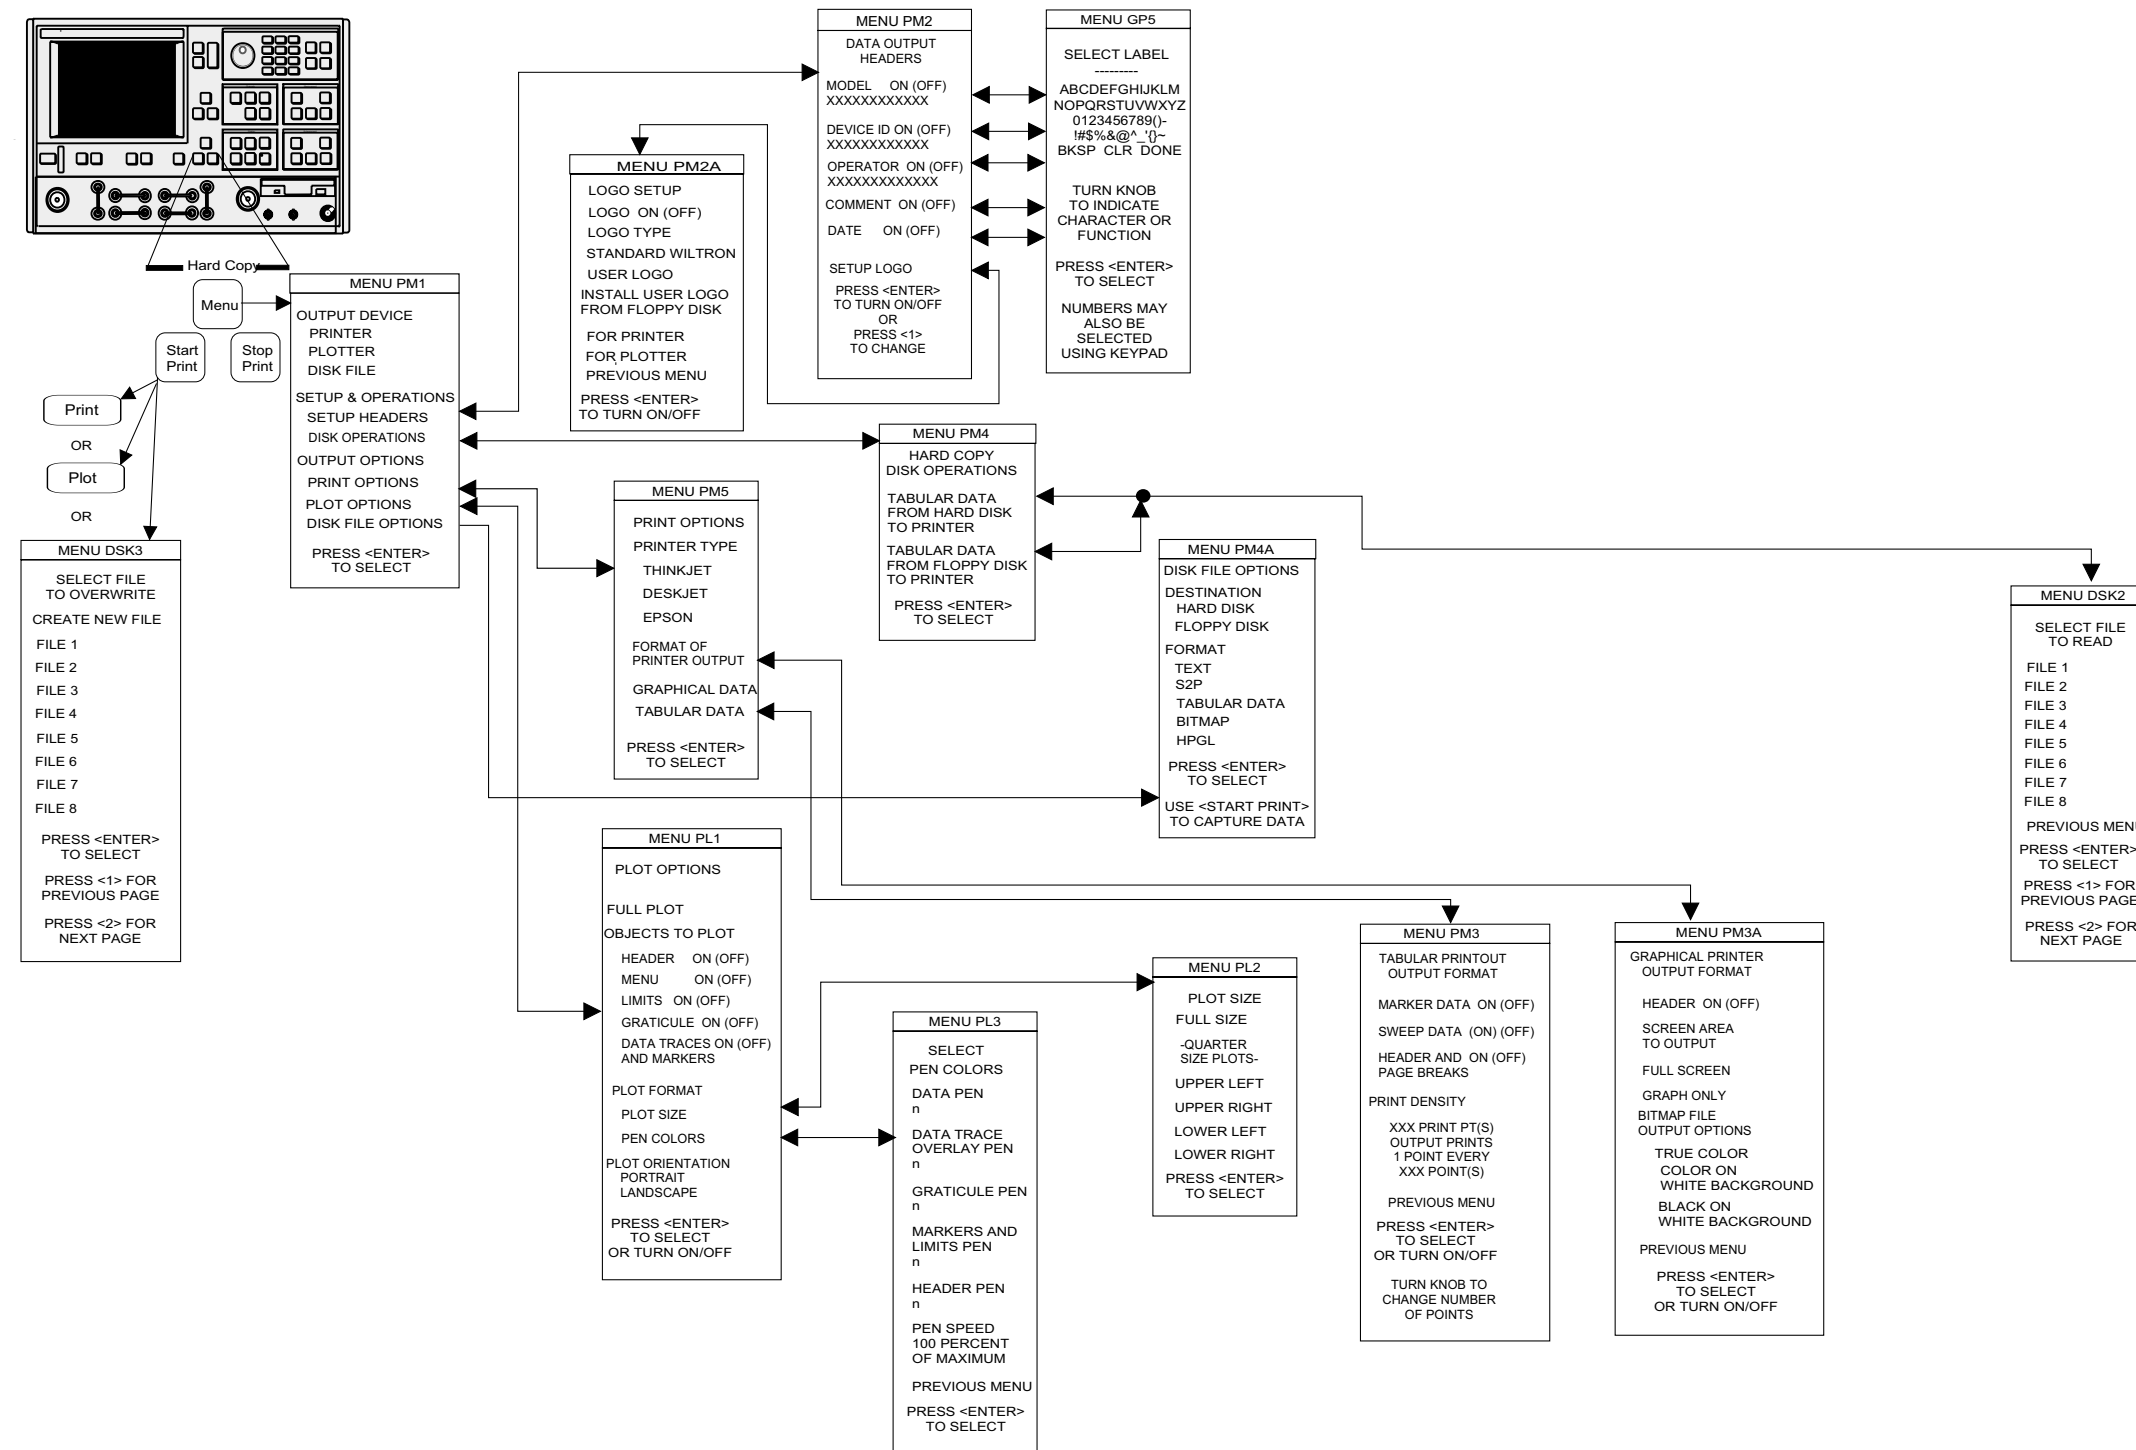 Hard Copy
Menu
Start
Print
Stop
Print
Print
OR
Plot
OR
MENU DSK3
SELECT FILE
TO OVERWRITE
CREATE NEW FILE
FILE 1
FILE 2
FILE 3
FILE 4
FILE 5
FILE 6
FILE 7
FILE 8
PRESS <ENTER>
TO SELECT
PRESS <1> FOR
PREVIOUS PAGE
PRESS <2> FOR
NEXT PAGE
MENU PM1
OUTPUT DEVICE
PRINTER
PLOTTER
DISK FILE
SETUP & OPERATIONS
SETUP HEADERS
DISK OPERATIONS
OUTPUT OPTIONS
PRINT OPTIONS
PLOT OPTIONS
DISK FILE OPTIONS
PRESS <ENTER>
TO SELECT
MENU PM2A
LOGO SETUP
LOGO ON (OFF)
LOGO TYPE
STANDARD WILTRON
USER LOGO
INSTALL USER LOGO
FROM FLOPPY DISK
FOR PRINTER
FOR PLOTTER
PREVIOUS MENU
PRESS <ENTER>
TO TURN ON/OFF
MENU PM2
DATA OUTPUT
HEADERS
MODEL ON (OFF)
XXXXXXXXXXXX
DEVICE ID ON (OFF)
XXXXXXXXXXXX
OPERATOR ON (OFF)
XXXXXXXXXXXXX
COMMENT ON (OFF)
DATE ON (OFF)
SETUP LOGO
PRESS <ENTER>
TO TURN ON/OFF
OR
PRESS <1>
TO CHANGE
MENU GP5
SELECT LABEL
---------
ABCDEFGHIJKLM
NOPQRSTUVWXYZ
0123456789()-
!#$%&@^_'{}~
BKSP CLR DONE
TURN KNOB
TO INDICATE
CHARACTER OR
FUNCTION
PRESS <ENTER>
TO SELECT
NUMBERS MAY
ALSO BE
SELECTED
USING KEYPAD
MENU PM5
PRINT OPTIONS
PRINTER TYPE
THINKJET
DESKJET
EPSON
FORMAT OF
PRINTER OUTPUT
GRAPHICAL DATA
TABULAR DATA
PRESS <ENTER>
TO SELECT
MENU PM4
HARD COPY
DISK OPERATIONS
TABULAR DATA
FROM HARD DISK
TO PRINTER
TABULAR DATA
FROM FLOPPY DISK
TO PRINTER
PRESS <ENTER>
TO SELECT
MENU PM4A
DISK FILE OPTIONS
DESTINATION
HARD DISK
FLOPPY DISK
FORMAT
TEXT
S2P
TABULAR DATA
BITMAP
HPGL
PRESS <ENTER>
TO SELECT
USE <START PRINT>
TO CAPTURE DATA
MENU DSK2
SELECT FILE
TO READ
FILE 1
FILE 2
FILE 3
FILE 4
FILE 5
FILE 6
FILE 7
FILE 8
PREVIOUS MENU
PRESS <ENTER>
TO SELECT
PRESS <1> FOR
PREVIOUS PAGE
PRESS <2> FOR
NEXT PAGE
MENU PL1
PLOT OPTIONS
FULL PLOT
OBJECTS TO PLOT
HEADER ON (OFF)
MENU ON (OFF)
LIMITS ON (OFF)
GRATICULE ON (OFF)
DATA TRACES ON (OFF)
AND MARKERS
PLOT FORMAT
PLOT SIZE
PEN COLORS
PLOT ORIENTATION
PORTRAIT
LANDSCAPE
PRESS <ENTER>
TO SELECT
OR TURN ON/OFF
MENU PL3
SELECT
PEN COLORS
DATA PEN
n
DATA TRACE
OVERLAY PEN
n
GRATICULE PEN
n
MARKERS AND
LIMITS PEN
n
HEADER PEN
n
PEN SPEED
100 PERCENT
OF MAXIMUM
PREVIOUS MENU
PRESS <ENTER>
TO SELECT
MENU PL2
PLOT SIZE
FULL SIZE
-QUARTER
SIZE PLOTS-
UPPER LEFT
UPPER RIGHT
LOWER LEFT
LOWER RIGHT
PRESS <ENTER>
TO SELECT
MENU PM3
TABULAR PRINTOUT
OUTPUT FORMAT
MARKER DATA ON (OFF)
SWEEP DATA (ON) (OFF)
HEADER AND ON (OFF)
PAGE BREAKS
PRINT DENSITY
XXX PRINT PT(S)
OUTPUT PRINTS
1 POINT EVERY
XXX POINT(S)
PREVIOUS MENU
PRESS <ENTER>
TO SELECT
OR TURN ON/OFF
TURN KNOB TO
CHANGE NUMBER
OF POINTS
MENU PM3A
GRAPHICAL PRINTER
OUTPUT FORMAT
HEADER ON (OFF)
SCREEN AREA
TO OUTPUT
FULL SCREEN
GRAPH ONLY
BITMAP FILE
OUTPUT OPTIONS
TRUE COLOR
COLOR ON
WHITE BACKGROUND
BLACK ON
WHITE BACKGROUND
PREVIOUS MENU
PRESS <ENTER>
TO SELECT
OR TURN ON/OFF